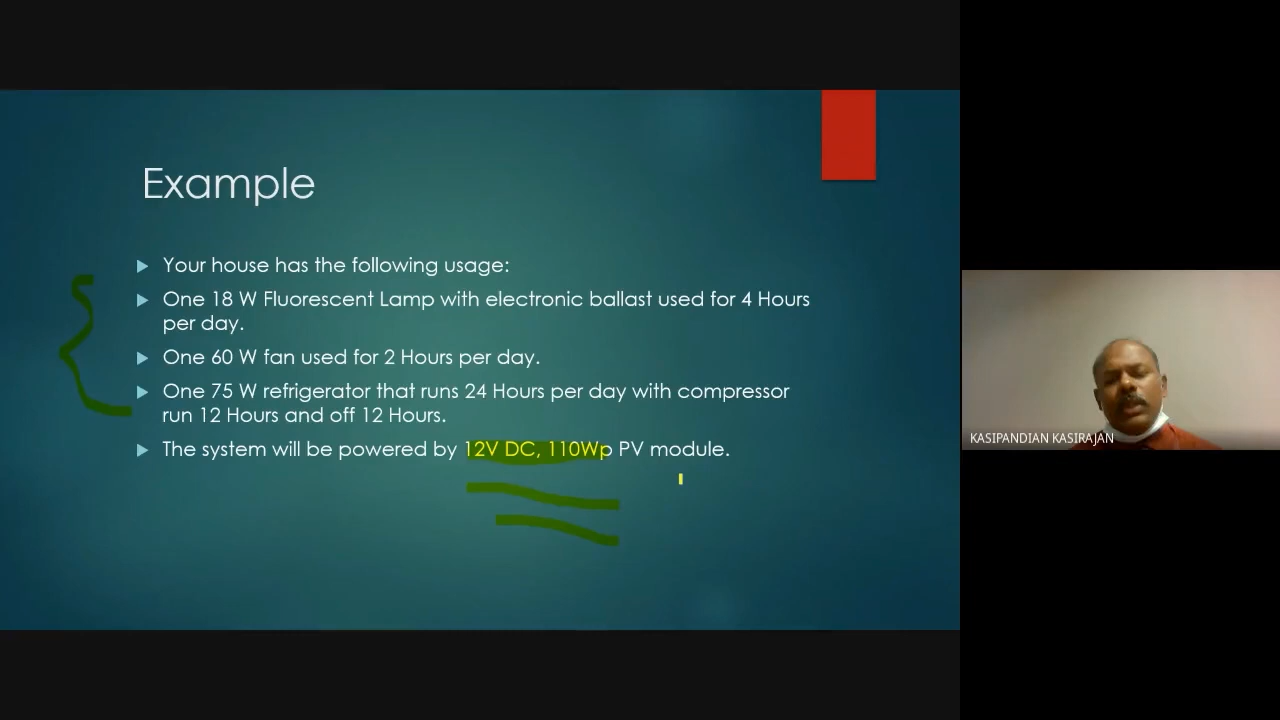 Example
Your house has the following usage:
One 18 W Fluorescent Lamp with electronic ballast used for 4 Hours
per day.
One 60 W fan used for 2 Hours per day.
One 75 W refrigerator that runs 24 Hours per day with compressor
run 12 Hours and off 12 Hours.
The system will be powered by 12V DC, 110Wp PV module.
KASIPANDIAN KASIRAJAN